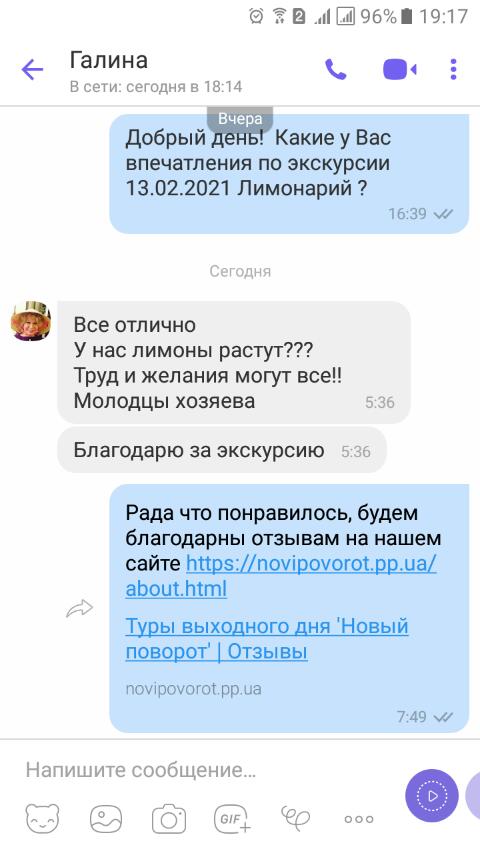 96% 19:17
Галина
В сети: сегодня в 18:14
Вчера
Добрый день! Какие у Вас
впечатления по экскурсии
13.02.2021 Лимонарий ?
16:39
Сегодня
Все отлично
У нас лимоны растут???
Труд и желания могут все!!
Молодцы хозяева
5:36
Благодарю за экскурсию 5:36
Рада что понравилось, будем
благодарны отзывам на нашем
сайте https://novipovorot.pp.ua/
about.html
Туры выходного дня 'Новый
поворот' | Отзывы
novipovorot.pp.ua
7:49
Напишите сообщение...
GIF